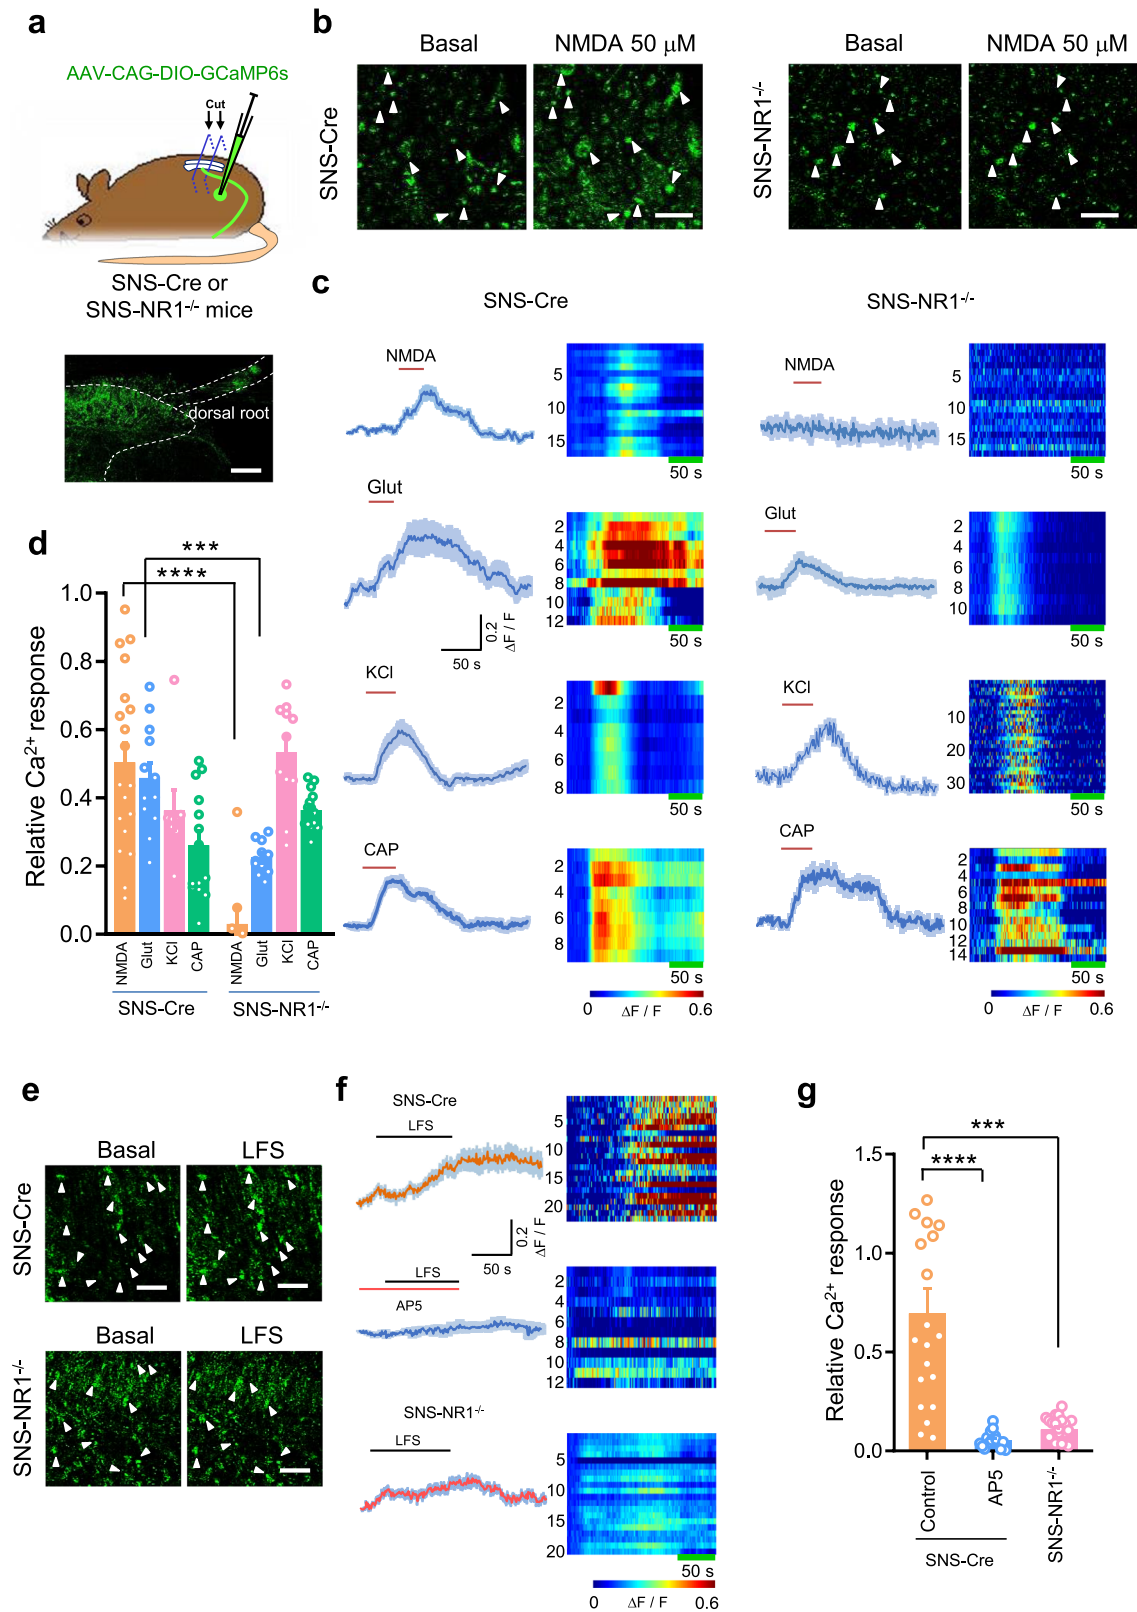 a
AAV-CAG-DIO-GCaMP6s
Cut
SNS-Cre or
SNS-NR1-/- mice
dorsal root
b
Basal
NMDA 50 μM
Basal
NMDA 50 μM
SNS-Cre
SNS-NR1-/-
c
SNS-Cre
SNS-NR1-/-
NMDA
5
10
15
50 s
NMDA
5
10
15
50 s
Glut
0.2
ΔF / F
50 s
2
4
6
8
10
12
50 s
Glut
2
4
6
8
10
50 s
KCl
2
4
6
8
50 s
KCl
10
20
30
50 s
CAP
2
4
6
8
50 s
0
ΔF / F
0.6
CAP
2
4
6
8
10
12
14
50 s
0
ΔF / F
0.6
d
***
****
Relative Ca2+ response
1.0
0.8
0.6
0.4
0.2
0.0
NMDA
Glut
KCl
CAP
NMDA
Glut
KCl
CAP
SNS-Cre
SNS-NR1-/-
e
Basal
LFS
SNS-Cre
Basal
LFS
SNS-NR1-/-
f
SNS-Cre
LFS
0.2
ΔF / F
50 s
5
10
15
20
LFS
AP5
2
4
6
8
10
12
SNS-NR1-/-
LFS
5
10
15
20
50 s
0
ΔF / F
0.6
g
***
****
Relative Ca2+ response
1.5
1.0
0.5
0.0
Control
AP5
SNS-NR1-/-
SNS-Cre